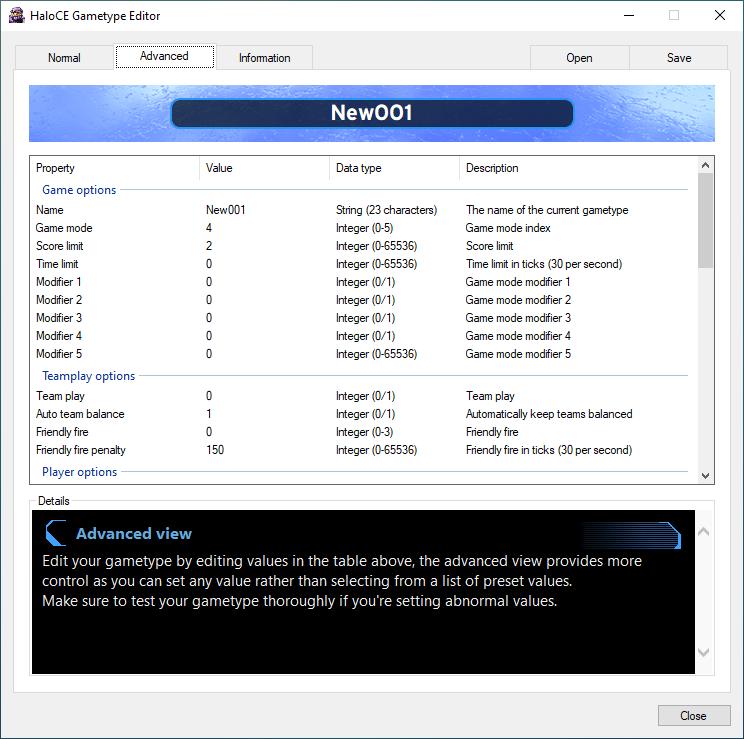 HaloCE Gametype Editor
Normal Advanced Information Open Save
New001
Property Value Data type Description
Game options
Name New001 String (23 characters) The name of the current gametype
Game mode 4 Integer (0-5) Game mode index
Score limit 2 Integer (0-65536) Score limit
Time limit 0 Integer (0-65536) Time limit in ticks (30 per second)
Modifier 1 0 Integer (0/1) Game mode modifier 1
Modifier 2 0 Integer (0/1) Game mode modifier 2
Modifier 3 0 Integer (0/1) Game mode modifier 3
Modifier 4 0 Integer (0/1) Game mode modifier 4
Modifier 5 0 Integer (0-65536) Game mode modifier 5
Teamplay options
Team play 0 Integer (0/1) Team play
Auto team balance 1 Integer (0/1) Automatically keep teams balanced
Friendly fire 0 Integer (0-3) Friendly fire
Friendly fire penalty 150 Integer (0-65536) Friendly fire in ticks (30 per second)
Player options
Details
Advanced view
Edit your gametype by editing values in the table above, the advanced view provides more
control as you can set any value rather than selecting from a list of preset values.
Make sure to test your gametype thoroughly if you're setting abnormal values.
Close